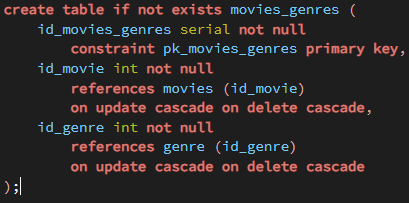 create table if not exists movies_genres (
    id_movies_genres serial not null
        constraint pk_movies_genres primary key,
    id_movie int not null
        references movies (id_movie)
        on update cascade on delete cascade,
    id_genre int not null
        references genre (id_genre)
        on update cascade on delete cascade
);